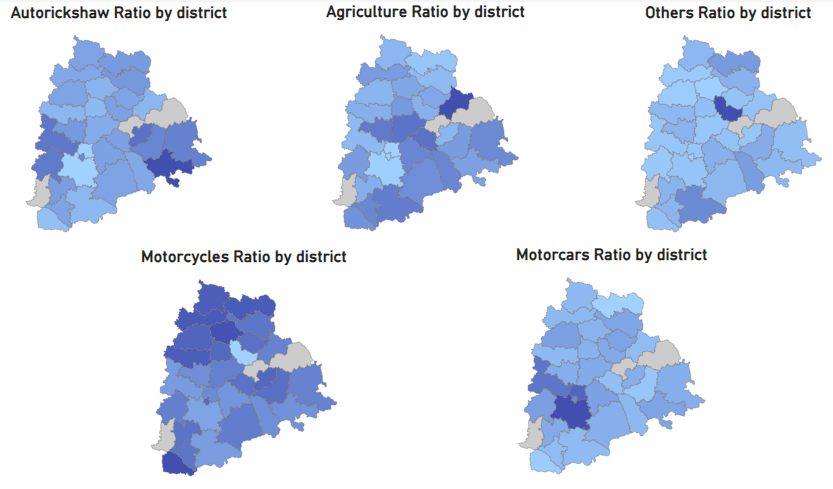 Autorickshaw Ratio by district
Agriculture Ratio by district
Others Ratio by district
Motorcycles Ratio by district
Motorcars Ratio by district